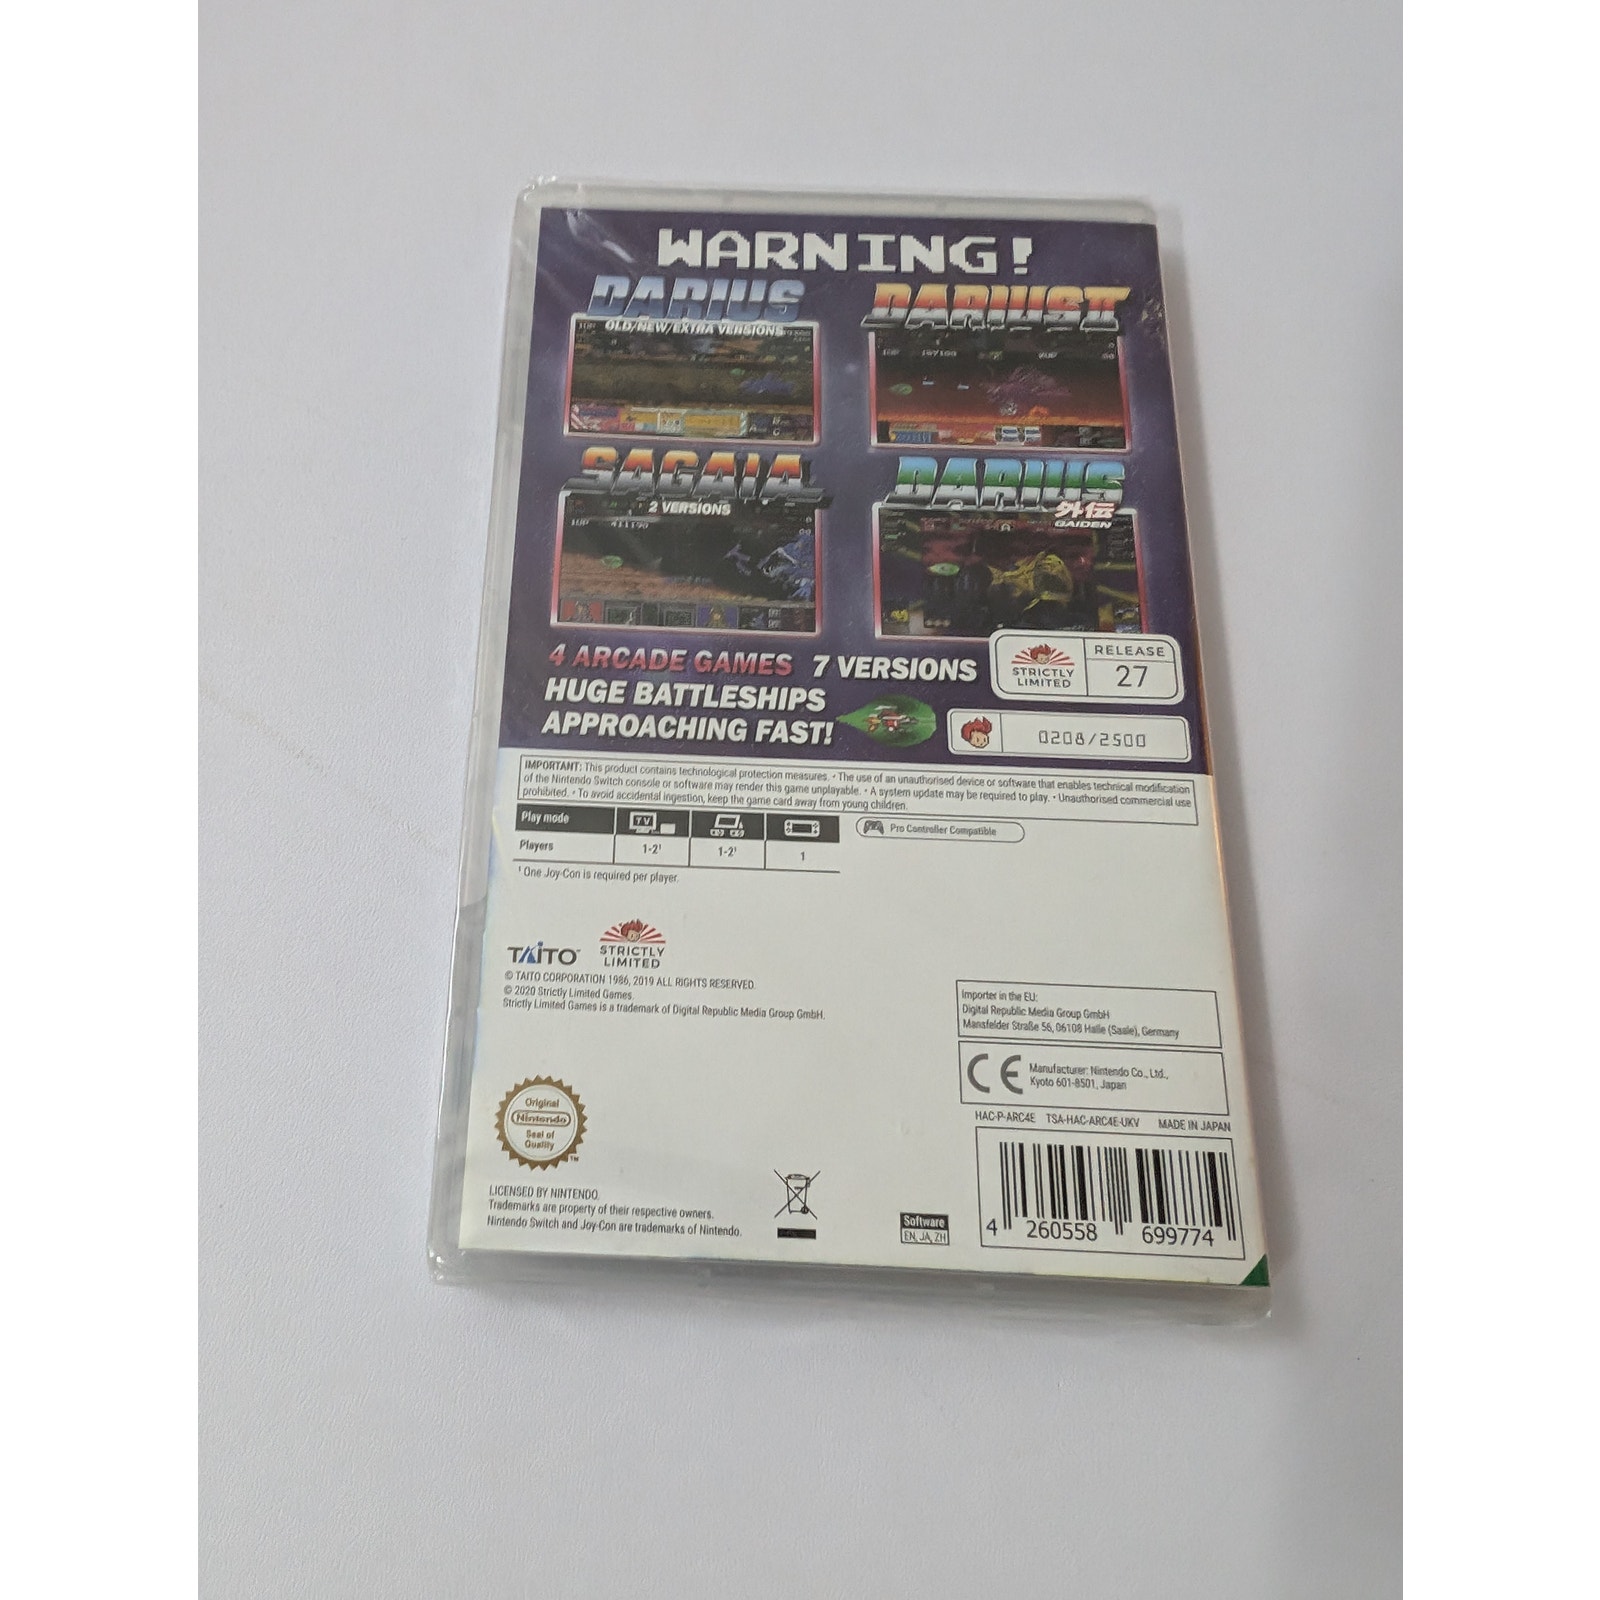 WARNING!
DARIUS
OLD/NEW/EXTRA VERSIONS
DARIUS II
1UP 167100 2UP 00
SAGAIA
2 VERSIONS
1UP 411190
DARIUS
外伝
GAIDEN
4 ARCADE GAMES 7 VERSIONS
HUGE BATTLESHIPS
APPROACHING FAST!
STRICTLY
LIMITED
RELEASE
27
0208/2500
IMPORTANT: This product contains technological protection measures. • The use of an unauthorised device or software that enables technical modification
of the Nintendo Switch console or software may render this game unplayable. • A system update may be required to play. • Unauthorised commercial use
prohibited. • To avoid accidental ingestion, keep the game card away from young children.
Play mode TV
Players 1-2¹ 1-2¹ 1
Pro Controller Compatible
¹ One Joy-Con is required per player.
TAITO
STRICTLY
LIMITED
© TAITO CORPORATION 1986, 2019 ALL RIGHTS RESERVED.
© 2020 Strictly Limited Games.
Strictly Limited Games is a trademark of Digital Republic Media Group GmbH.
Importer in the EU:
Digital Republic Media Group GmbH
Mansfelder Straße 56, 06108 Halle (Saale), Germany
CE
Manufacturer: Nintendo Co., Ltd.,
Kyoto 601-8501, Japan
HAC-P-ARC4E TSA-HAC-ARC4E-UKV MADE IN JAPAN
Original
Nintendo
Seal of
Quality
TM
LICENSED BY NINTENDO.
Trademarks are property of their respective owners.
Nintendo Switch and Joy-Con are trademarks of Nintendo.
Software
EN, JA, ZH
4 260558 699774